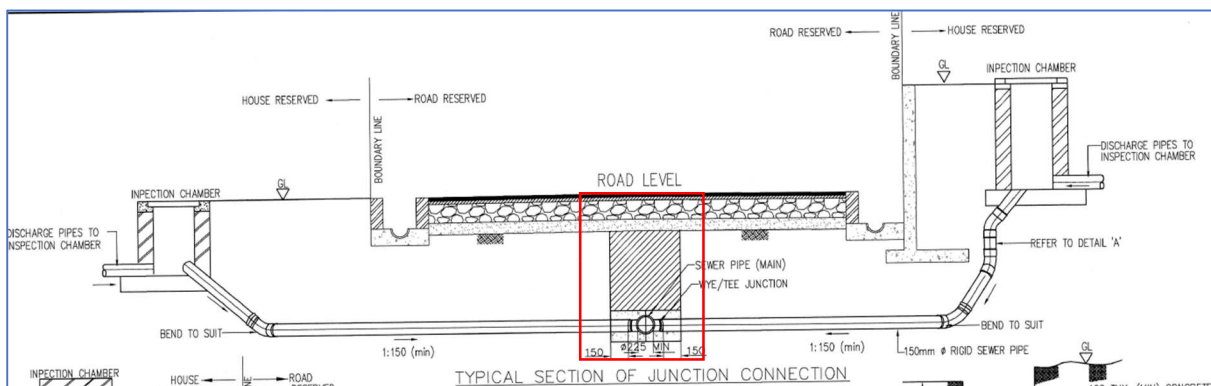 ROAD RESERVED
HOUSE RESERVED
BOUNDARY LINE
GL
INPECTION CHAMBER
HOUSE RESERVED
ROAD RESERVED
BOUNDARY LINE
DISCHARGE PIPES TO
INSPECTION CHAMBER
ROAD LEVEL
INPECTION CHAMBER
GL
DISCHARGE PIPES TO
INSPECTION CHAMBER
REFER TO DETAIL 'A'
SEWER PIPE (MAIN)
WYE/TEE JUNCTION
BEND TO SUIT
BEND TO SUIT
1:150 (min)
150
ø225 MIN
150
1:150 (min)
150mm ø RIGID SEWER PIPE
TYPICAL SECTION OF JUNCTION CONNECTION
INPECTION CHAMBER
HOUSE
ROAD
GL